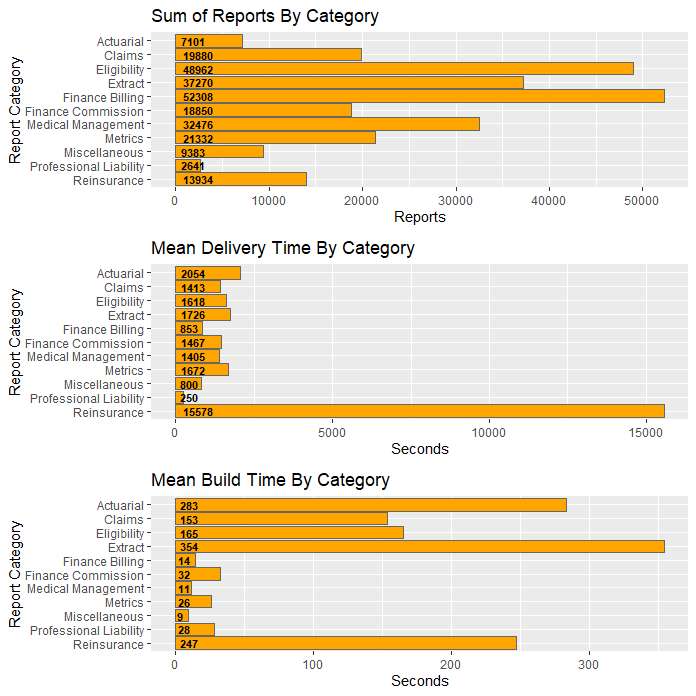 Sum of Reports By Category
Report Category
Actuarial 7101
Claims 19880
Eligibility 48962
Extract 37270
Finance Billing 52308
Finance Commission 18850
Medical Management 32476
Metrics 21332
Miscellaneous 9383
Professional Liability 2641
Reinsurance 13934
0 10000 20000 30000 40000 50000
Reports
Mean Delivery Time By Category
Report Category
Actuarial 2054
Claims 1413
Eligibility 1618
Extract 1726
Finance Billing 853
Finance Commission 1467
Medical Management 1405
Metrics 1672
Miscellaneous 800
Professional Liability 250
Reinsurance 15578
0 5000 10000 15000
Seconds
Mean Build Time By Category
Report Category
Actuarial 283
Claims 153
Eligibility 165
Extract 354
Finance Billing 14
Finance Commission 32
Medical Management 11
Metrics 26
Miscellaneous 9
Professional Liability 28
Reinsurance 247
0 100 200 300
Seconds